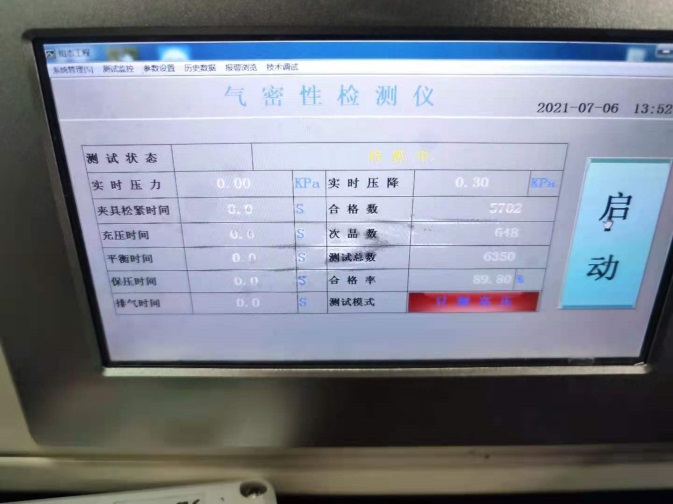 组态工程
系统管理[S] 测试监控 参数设置 历史数据 报警浏览 技术调试
气密性检测仪
2021-07-06 13:52
测试状态
实时压力 0.00 KPa 实时压降 0.30 KPa
夹具松紧时间 0.0 S 合格数 5702
充压时间 0.0 S 次品数 648
平衡时间 0.0 S 测试总数 6350
保压时间 0.0 S 合格率 89.80 %
排气时间 0.0 S 测试模式
启动